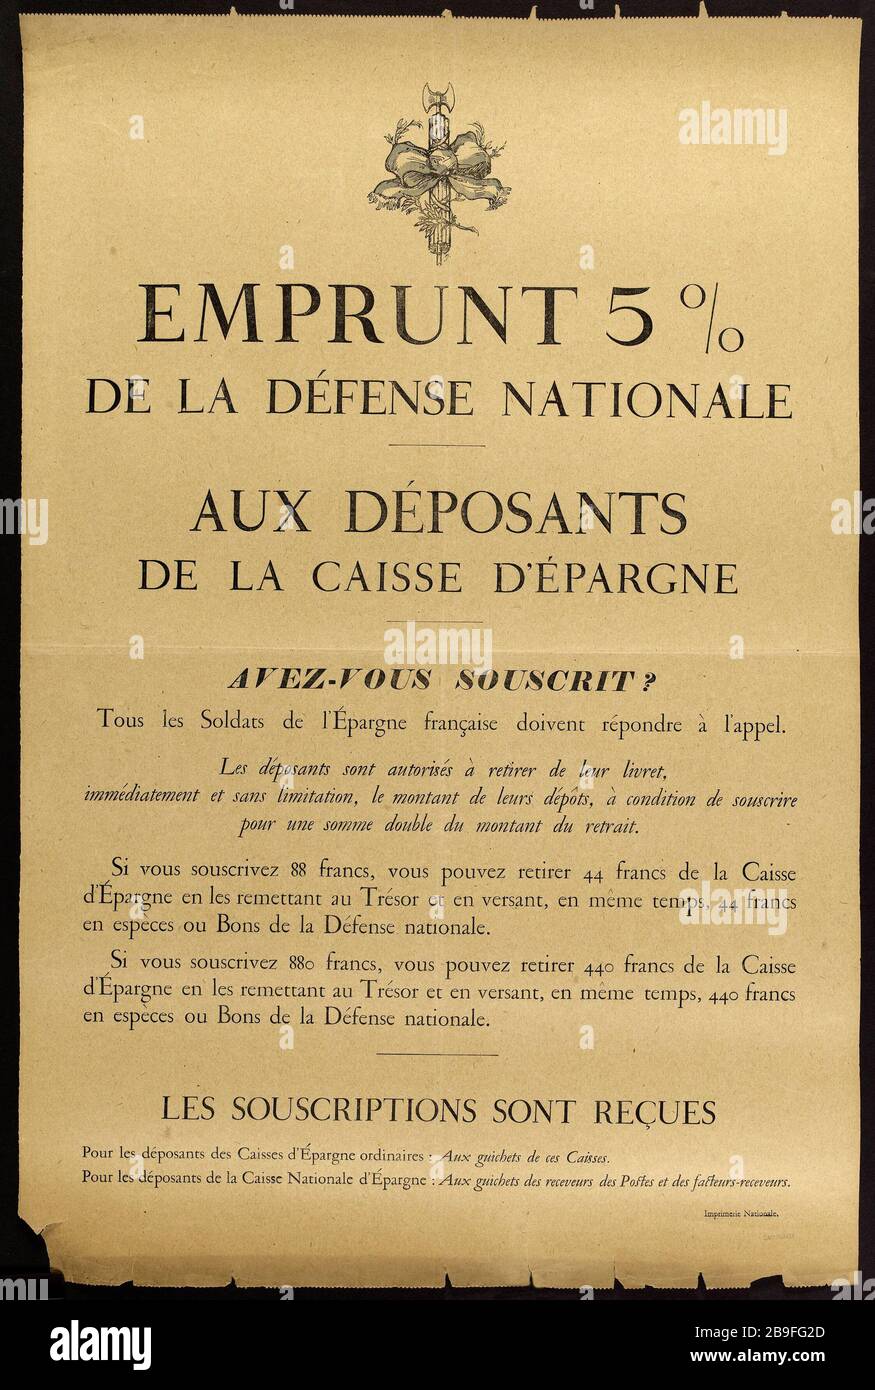 EMPRUNT 5 %
DE LA DÉFENSE NATIONALE
AUX DÉPOSANTS
DE LA CAISSE D'ÉPARGNE
AVEZ-VOUS SOUSCRIT ?
Tous les Soldats de l'Épargne française doivent répondre à l'appel.
Les déposants sont autorisés à retirer de leur livret,
immédiatement et sans limitation, le montant de leurs dépôts, à condition de souscrire
pour une somme double du montant du retrait.
Si vous souscrivez 88 francs, vous pouvez retirer 44 francs de la Caisse
d'Épargne en les remettant au Trésor et en versant, en même temps, 44 francs
en espèces ou Bons de la Défense nationale.
Si vous souscrivez 880 francs, vous pouvez retirer 440 francs de la Caisse
d'Épargne en les remettant au Trésor et en versant, en même temps, 440 francs
en espèces ou Bons de la Défense nationale.
LES SOUSCRIPTIONS SONT REÇUES
Pour les déposants des Caisses d'Épargne ordinaires : Aux guichets de ces Caisses.
Pour les déposants de la Caisse Nationale d'Épargne : Aux guichets des receveurs des Postes et des facteurs-receveurs.
Imprimerie Nationale.
alamy
alamy
alamy
alamy
a alamy
Image ID: 2B9FG2D
www.alamy.com